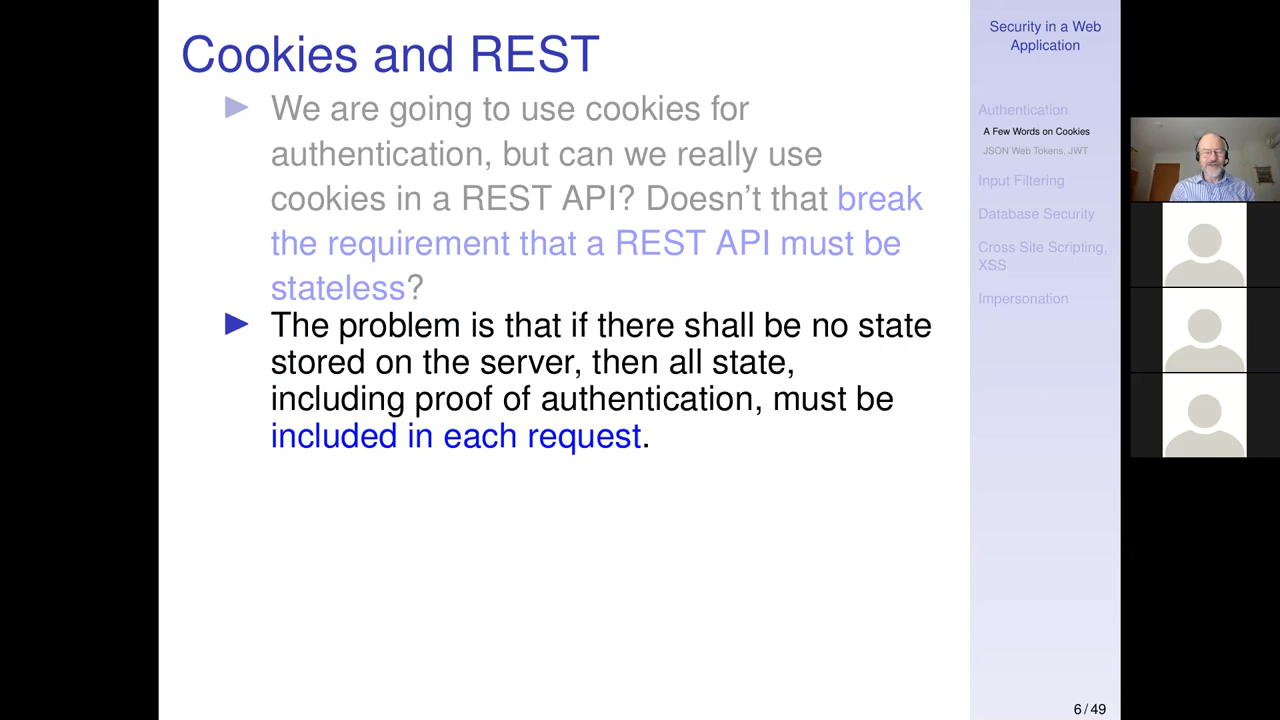 Cookies and REST
We are going to use cookies for
authentication, but can we really use
cookies in a REST API? Doesn't that break
the requirement that a REST API must be
stateless?
The problem is that if there shall be no state
stored on the server, then all state,
including proof of authentication, must be
included in each request.
Security in a Web
Application
Authentication
A Few Words on Cookies
JSON Web Tokens, JWT
Input Filtering
Database Security
Cross Site Scripting,
XSS
Impersonation
6 / 49